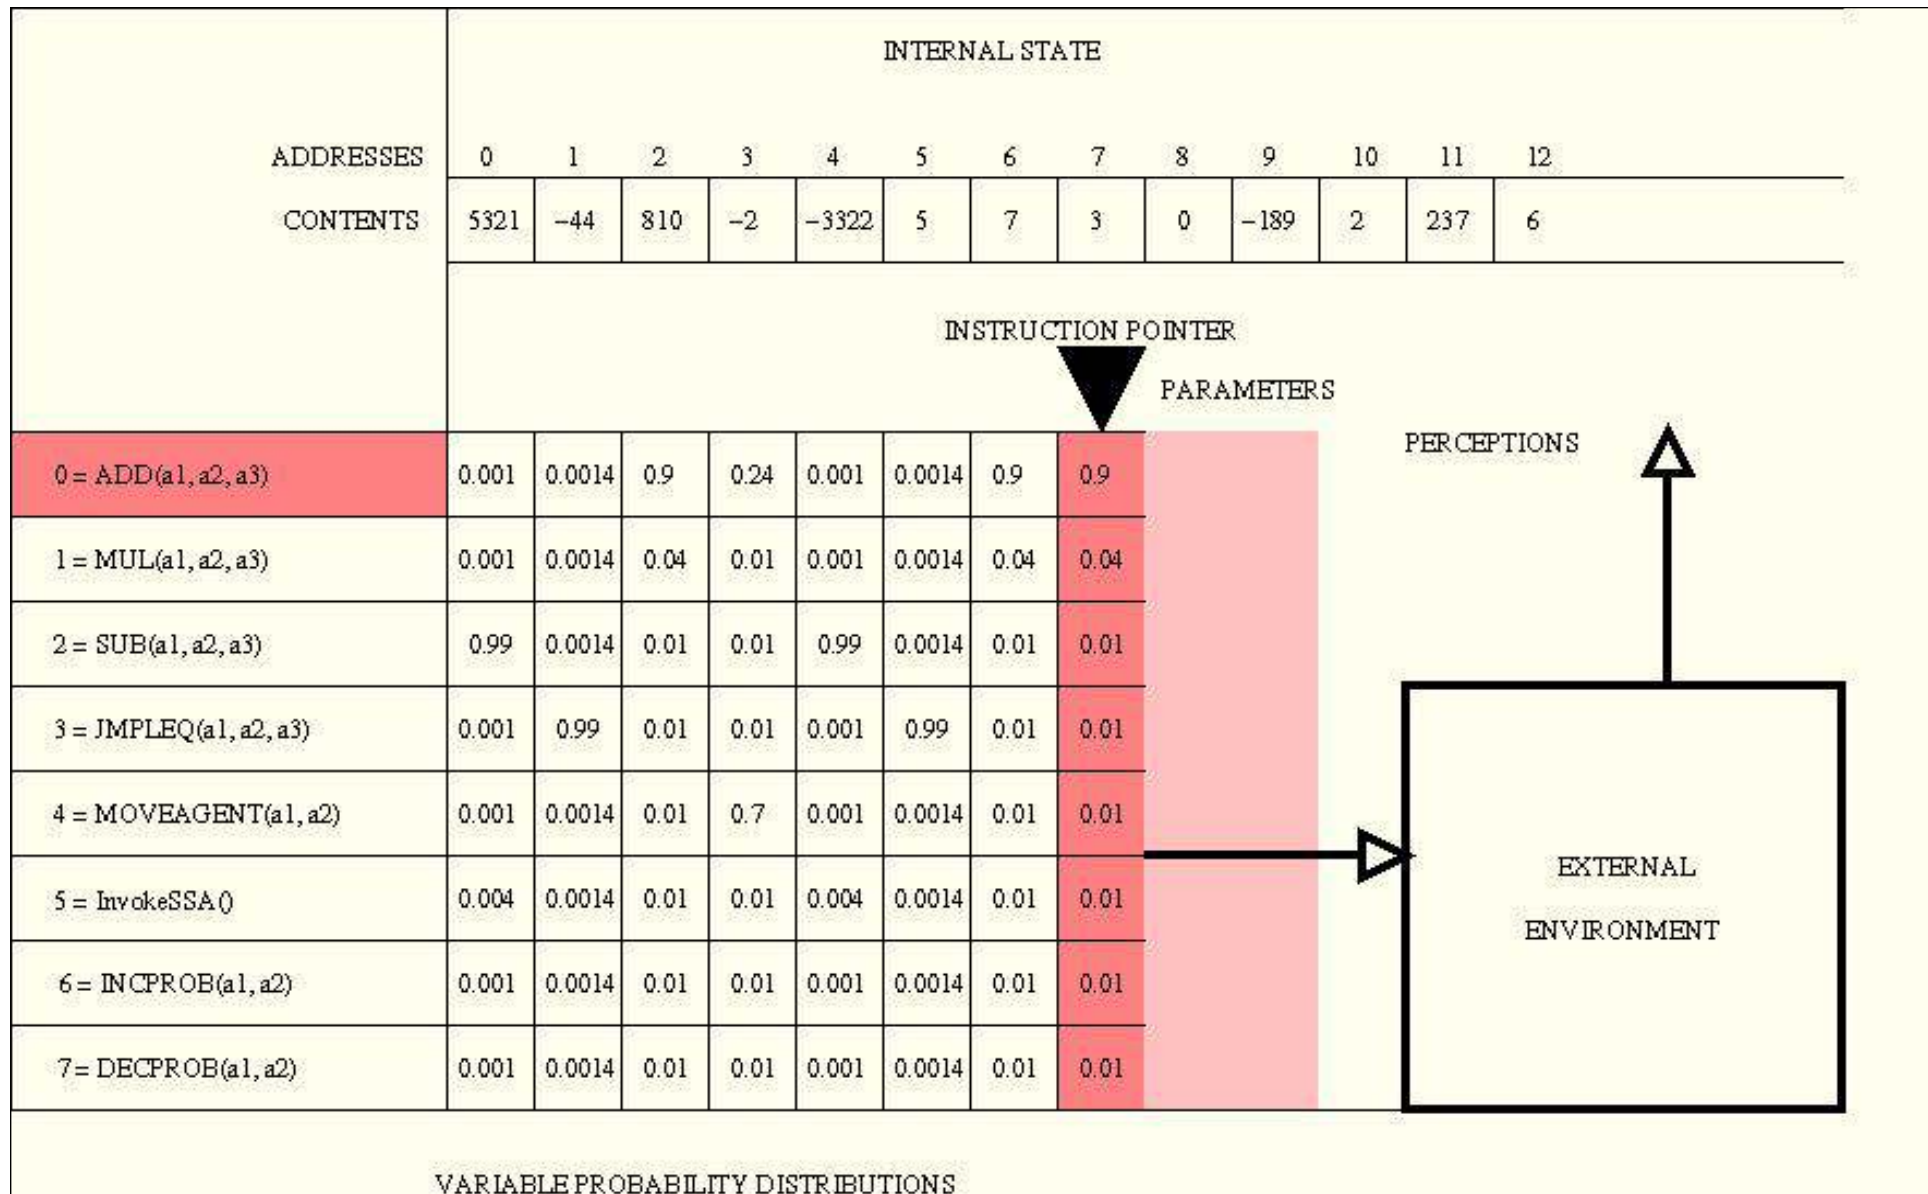 INTERNAL STATE
ADDRESSES 0 1 2 3 4 5 6 7 8 9 10 11 12
CONTENTS 5321 −44 810 −2 −3322 5 7 3 0 −189 2 237 6
INSTRUCTION POINTER
PARAMETERS
PERCEPTIONS
0 = ADD(a1, a2, a3) 0.001 0.0014 0.9 0.24 0.001 0.0014 0.9 0.9
1 = MUL(a1, a2, a3) 0.001 0.0014 0.04 0.01 0.001 0.0014 0.04 0.04
2 = SUB(a1, a2, a3) 0.99 0.0014 0.01 0.01 0.99 0.0014 0.01 0.01
3 = JMPLEQ(a1, a2, a3) 0.001 0.99 0.01 0.01 0.001 0.99 0.01 0.01
4 = MOVEAGENT(a1, a2) 0.001 0.0014 0.01 0.7 0.001 0.0014 0.01 0.01
5 = InvokeSSA() 0.004 0.0014 0.01 0.01 0.004 0.0014 0.01 0.01
6 = INCPROB(a1, a2) 0.001 0.0014 0.01 0.01 0.001 0.0014 0.01 0.01
7 = DECPROB(a1, a2) 0.001 0.0014 0.01 0.01 0.001 0.0014 0.01 0.01
EXTERNAL
ENVIRONMENT
VARIABLE PROBABILITY DISTRIBUTIONS